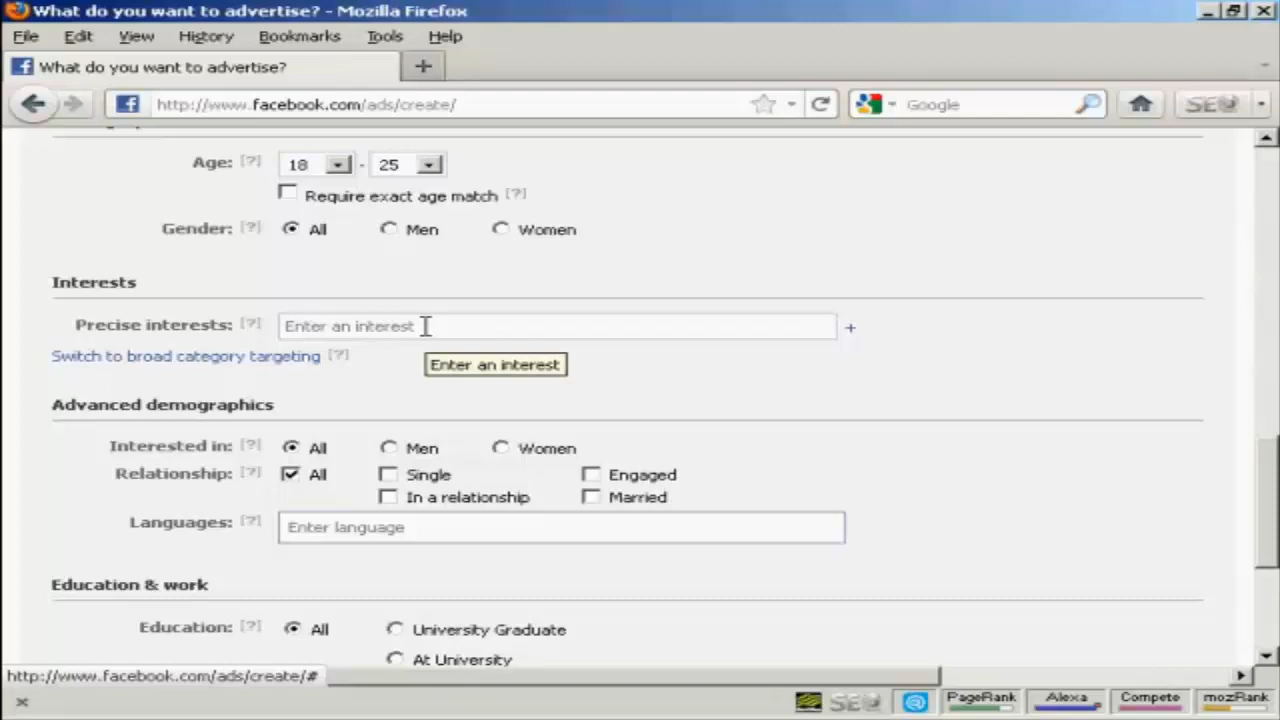 What do you want to advertise? - Mozilla Firefox
File Edit View History Bookmarks Tools Help
What do you want to advertise?
http://www.facebook.com/ads/create/ Google SEO
Age: [?] 18 - 25
Require exact age match [?]
Gender: [?] All Men Women
Interests
Precise interests: [?] Enter an interest +
Switch to broad category targeting [?]
Enter an interest
Advanced demographics
Interested in: [?] All Men Women
Relationship: [?] All Single Engaged
In a relationship Married
Languages: [?] Enter language
Education & work
Education: [?] All University Graduate
At University
http://www.facebook.com/ads/create/#
SEO PageRank Alexa Compete mozRank